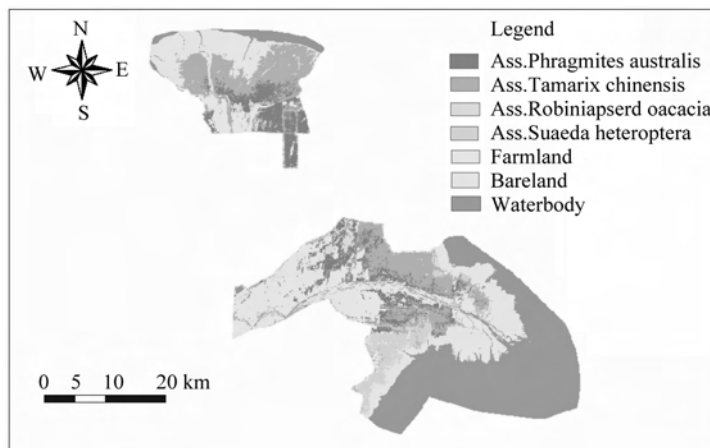 N
W E
S
Legend
Ass.Phragmites australis
Ass.Tamarix chinensis
Ass.Robiniapserd oacacia
Ass.Suaeda heteroptera
Farmland
Bareland
Waterbody
0 5 10 20 km